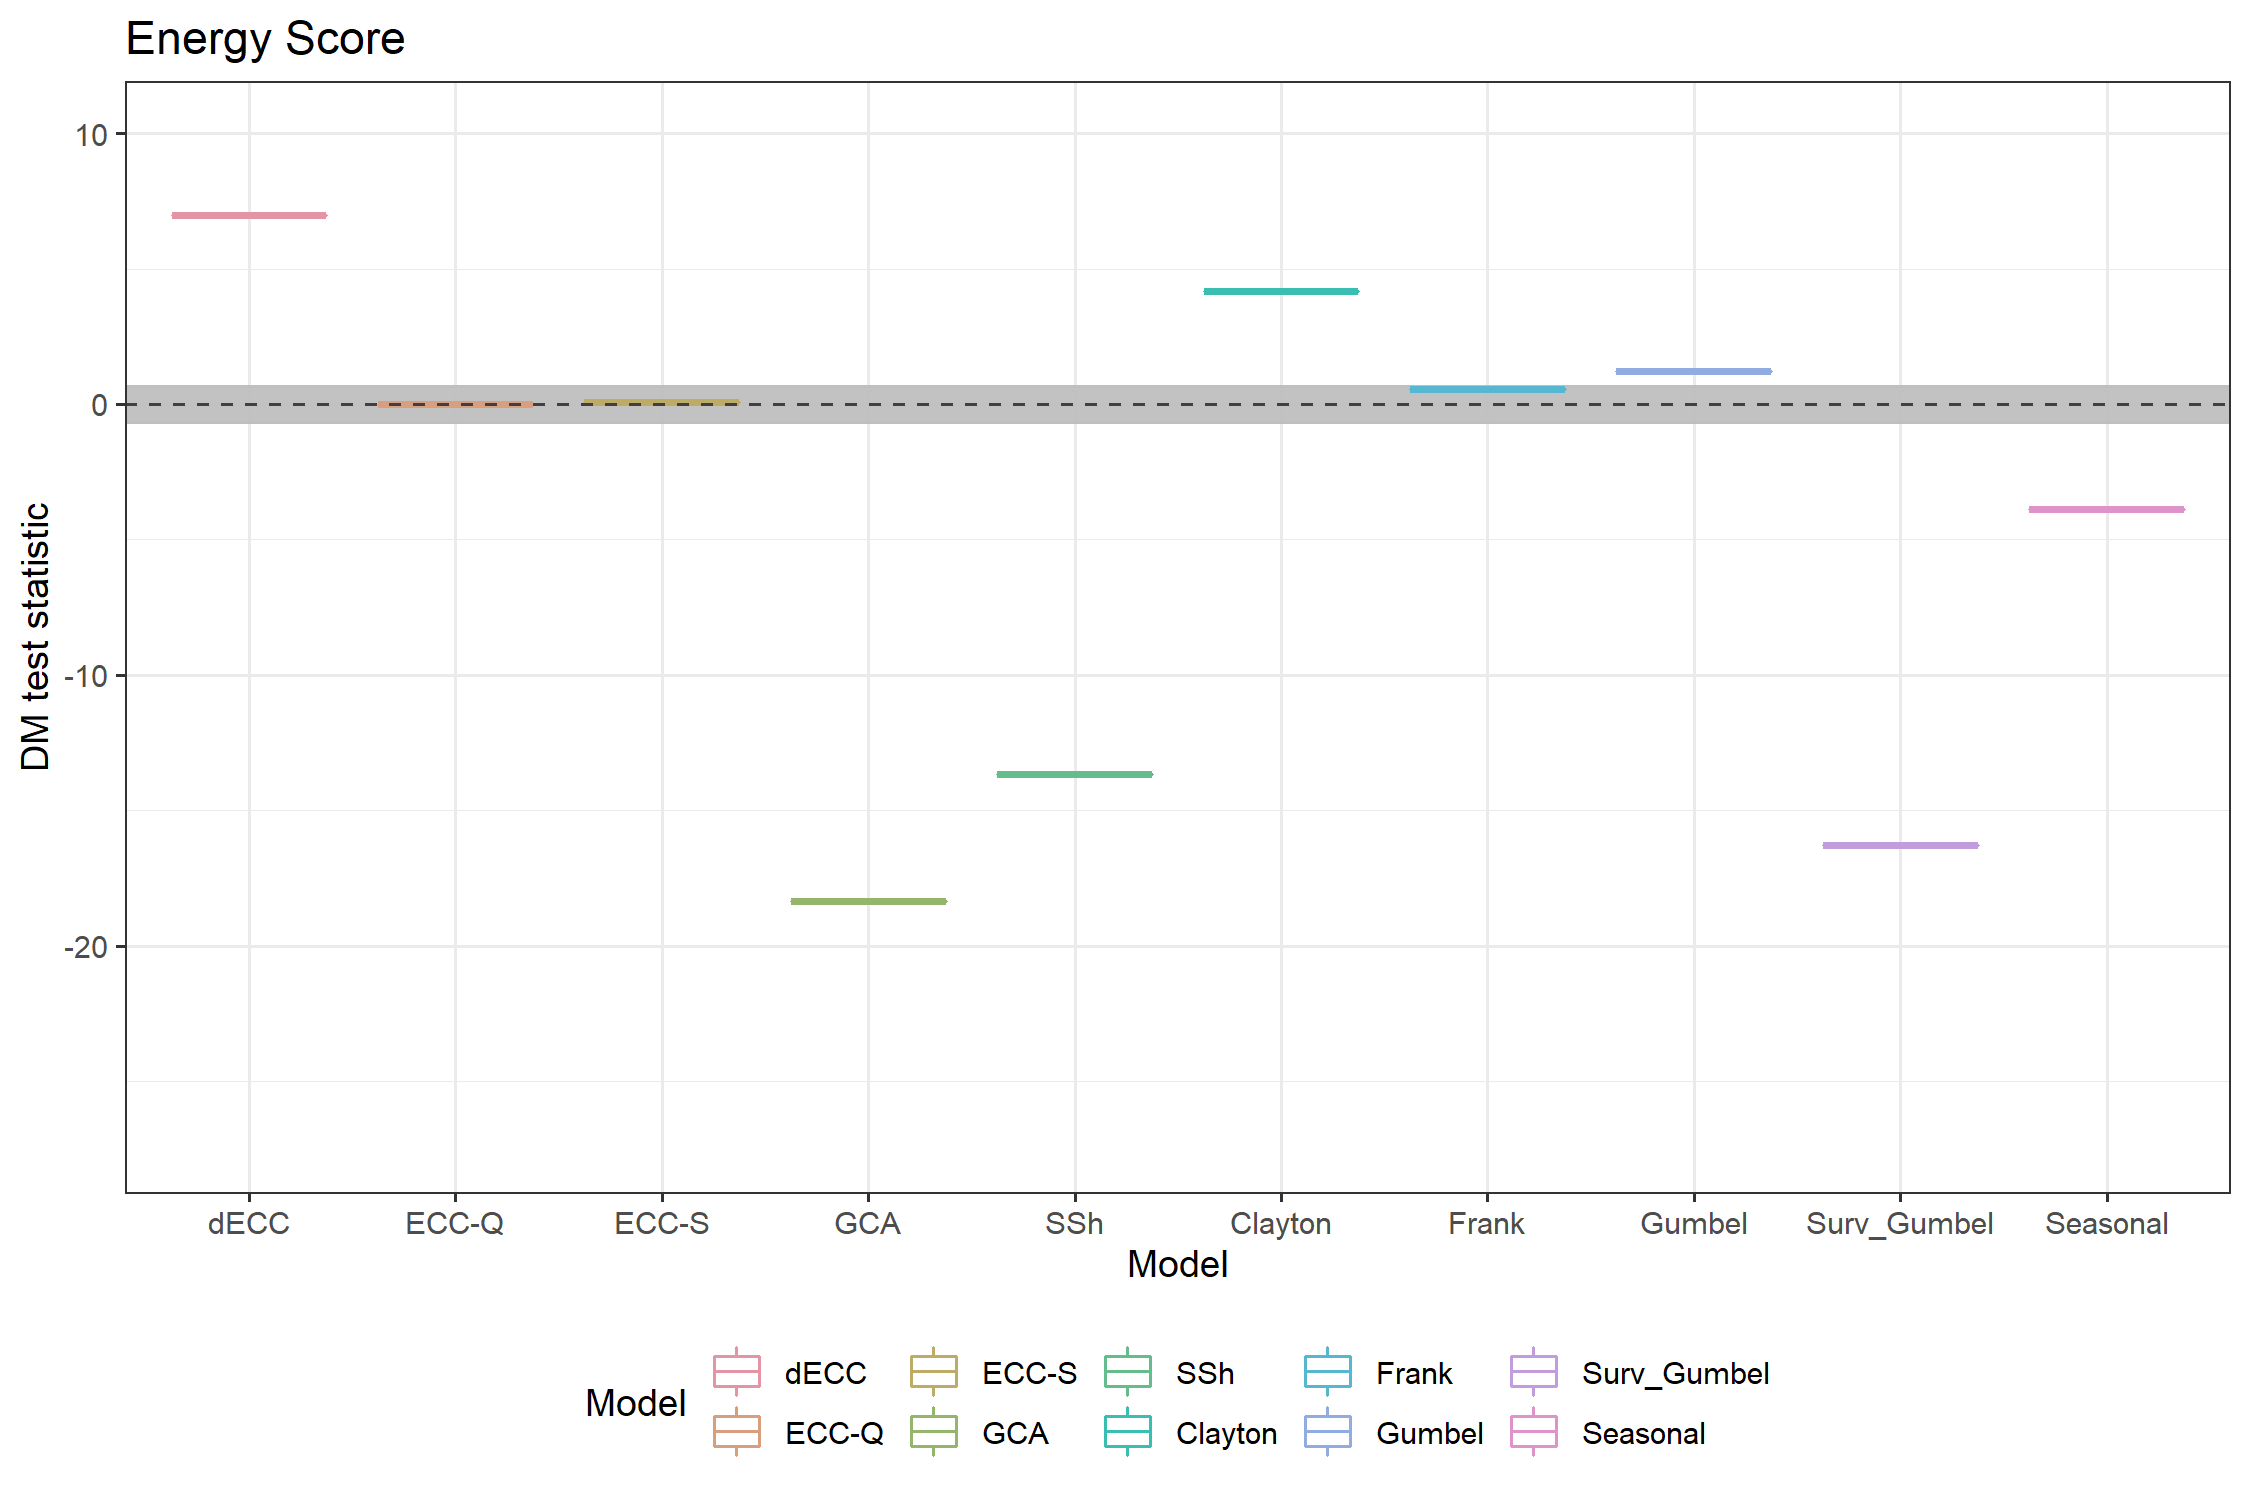 Energy Score
10
0
-10
-20
DM test statistic
dECC ECC-Q ECC-S GCA SSh Clayton Frank Gumbel Surv_Gumbel Seasonal
Model
Model
dECC ECC-S SSh Frank Surv_Gumbel
ECC-Q GCA Clayton Gumbel Seasonal